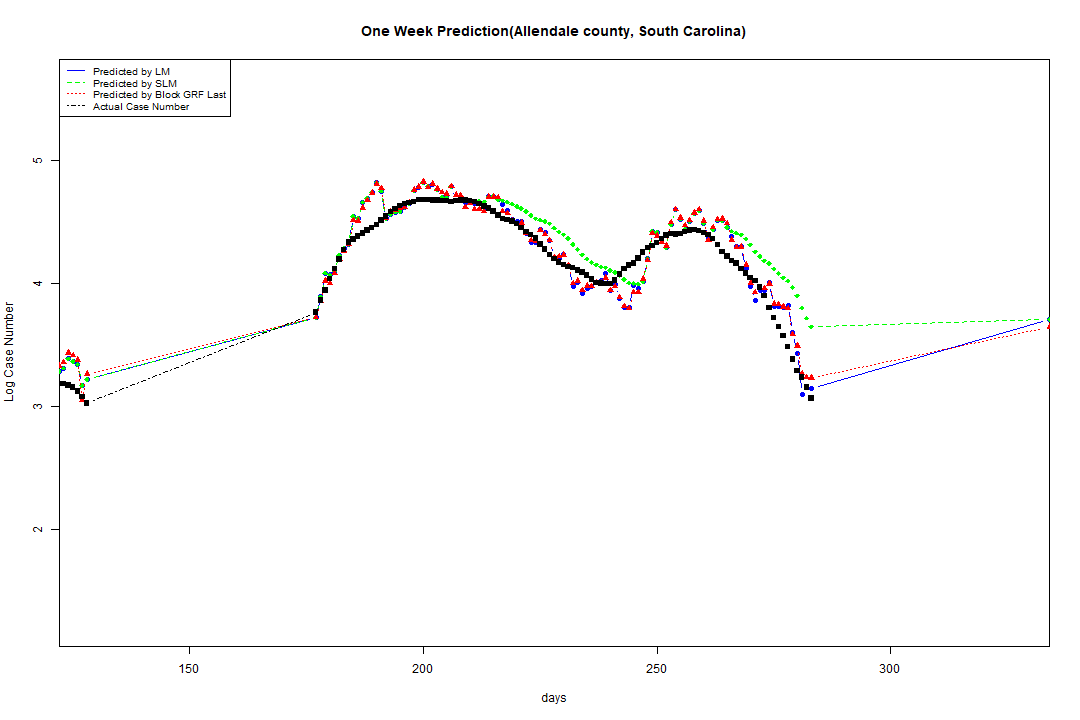 One Week Prediction(Allendale county, South Carolina)
Predicted by LM
Predicted by SLM
Predicted by Block GRF Last
Actual Case Number
5
4
3
2
Log Case Number
150 200 250 300
days